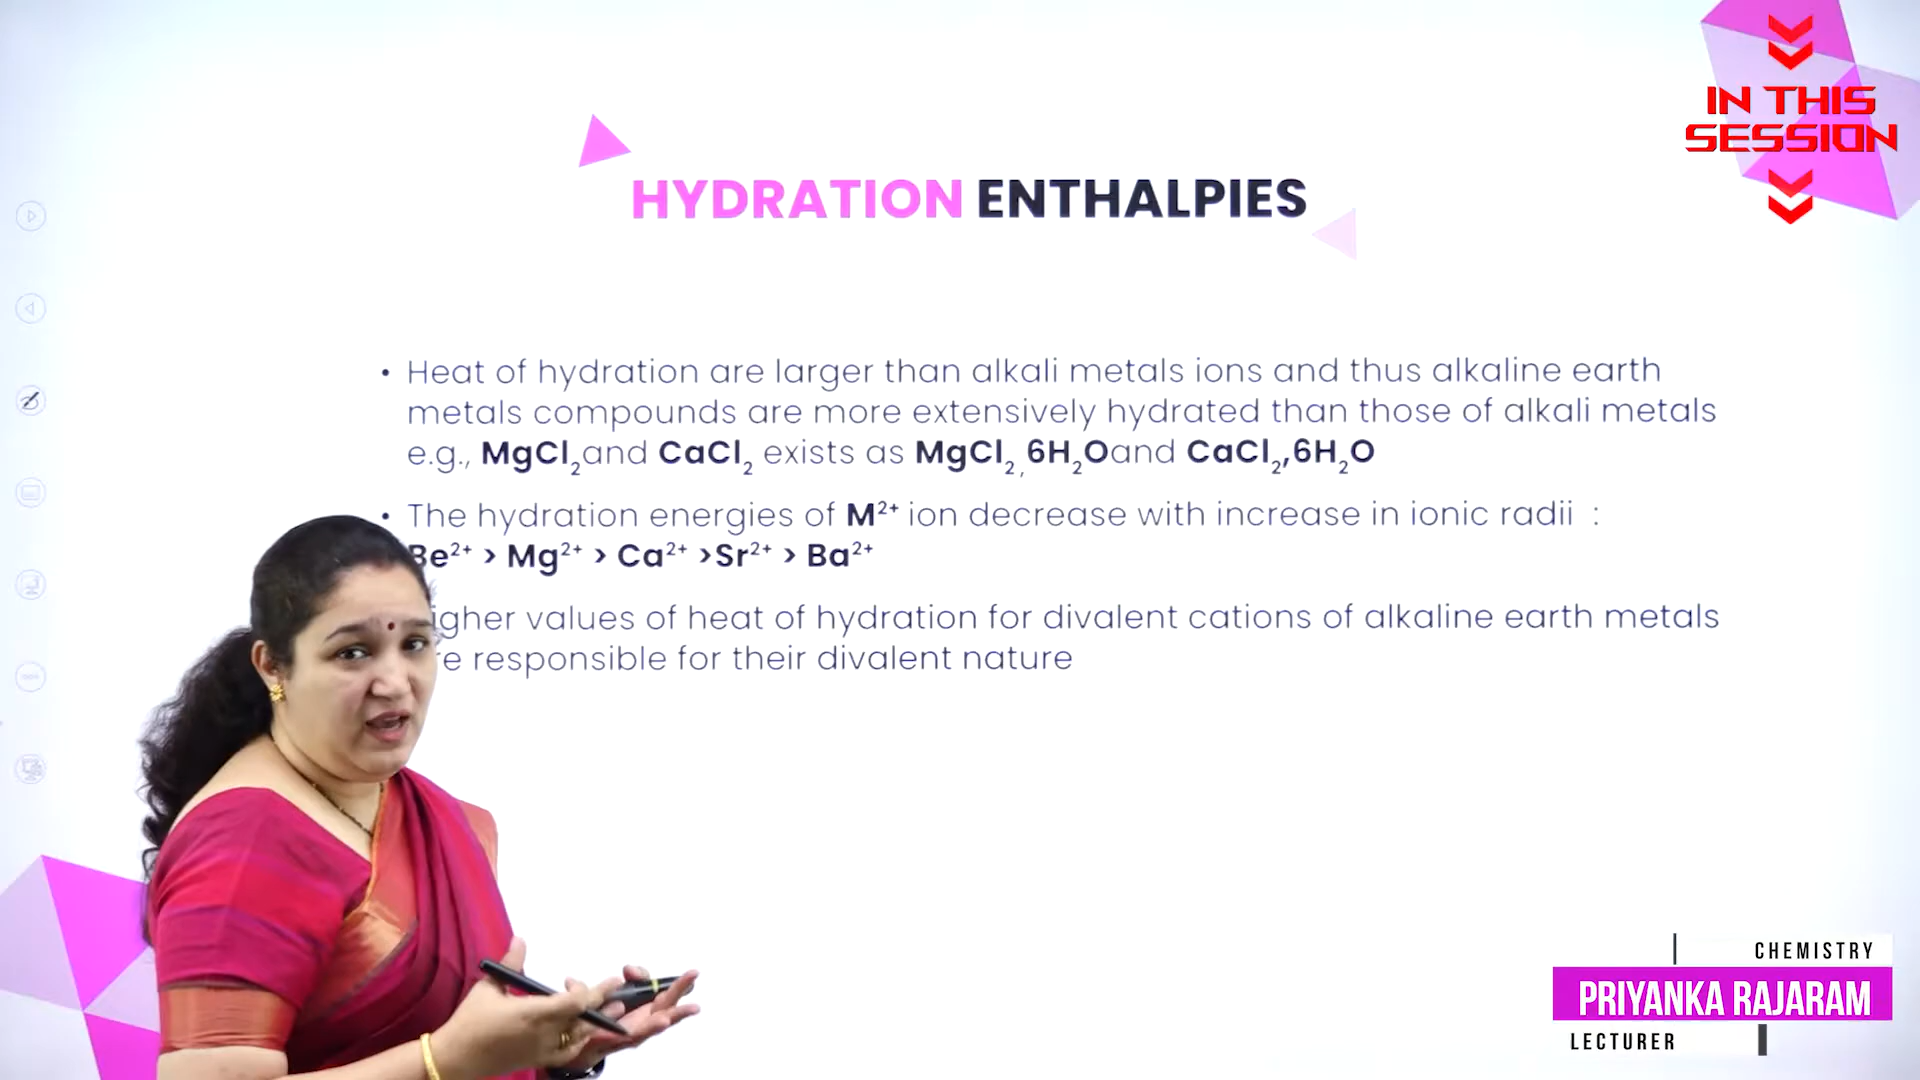 IN THIS
SESSION
HYDRATION ENTHALPIES
• Heat of hydration are larger than alkali metals ions and thus alkaline earth
metals compounds are more extensively hydrated than those of alkali metals
e.g., MgCl₂and CaCl₂ exists as MgCl₂,6H₂Oand CaCl₂,6H₂O
• The hydration energies of M²⁺ ion decrease with increase in ionic radii :
Be²⁺ > Mg²⁺ > Ca²⁺ >Sr²⁺ > Ba²⁺
igher values of heat of hydration for divalent cations of alkaline earth metals
re responsible for their divalent nature
CHEMISTRY
PRIYANKA RAJARAM
LECTURER